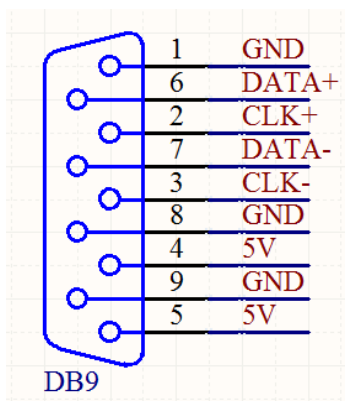 1 GND
6 DATA+
2 CLK+
7 DATA-
3 CLK-
8 GND
4 5V
9 GND
5 5V
DB9